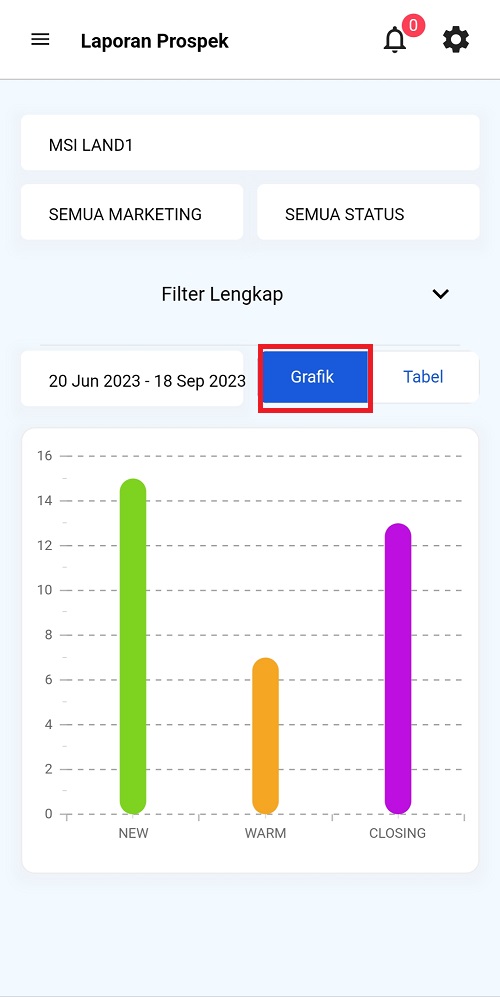 Laporan Prospek
0
MSI LAND1
SEMUA MARKETING
SEMUA STATUS
Filter Lengkap
20 Jun 2023 - 18 Sep 2023
Grafik
Tabel
16
14
12
10
8
6
4
2
0
NEW
WARM
CLOSING